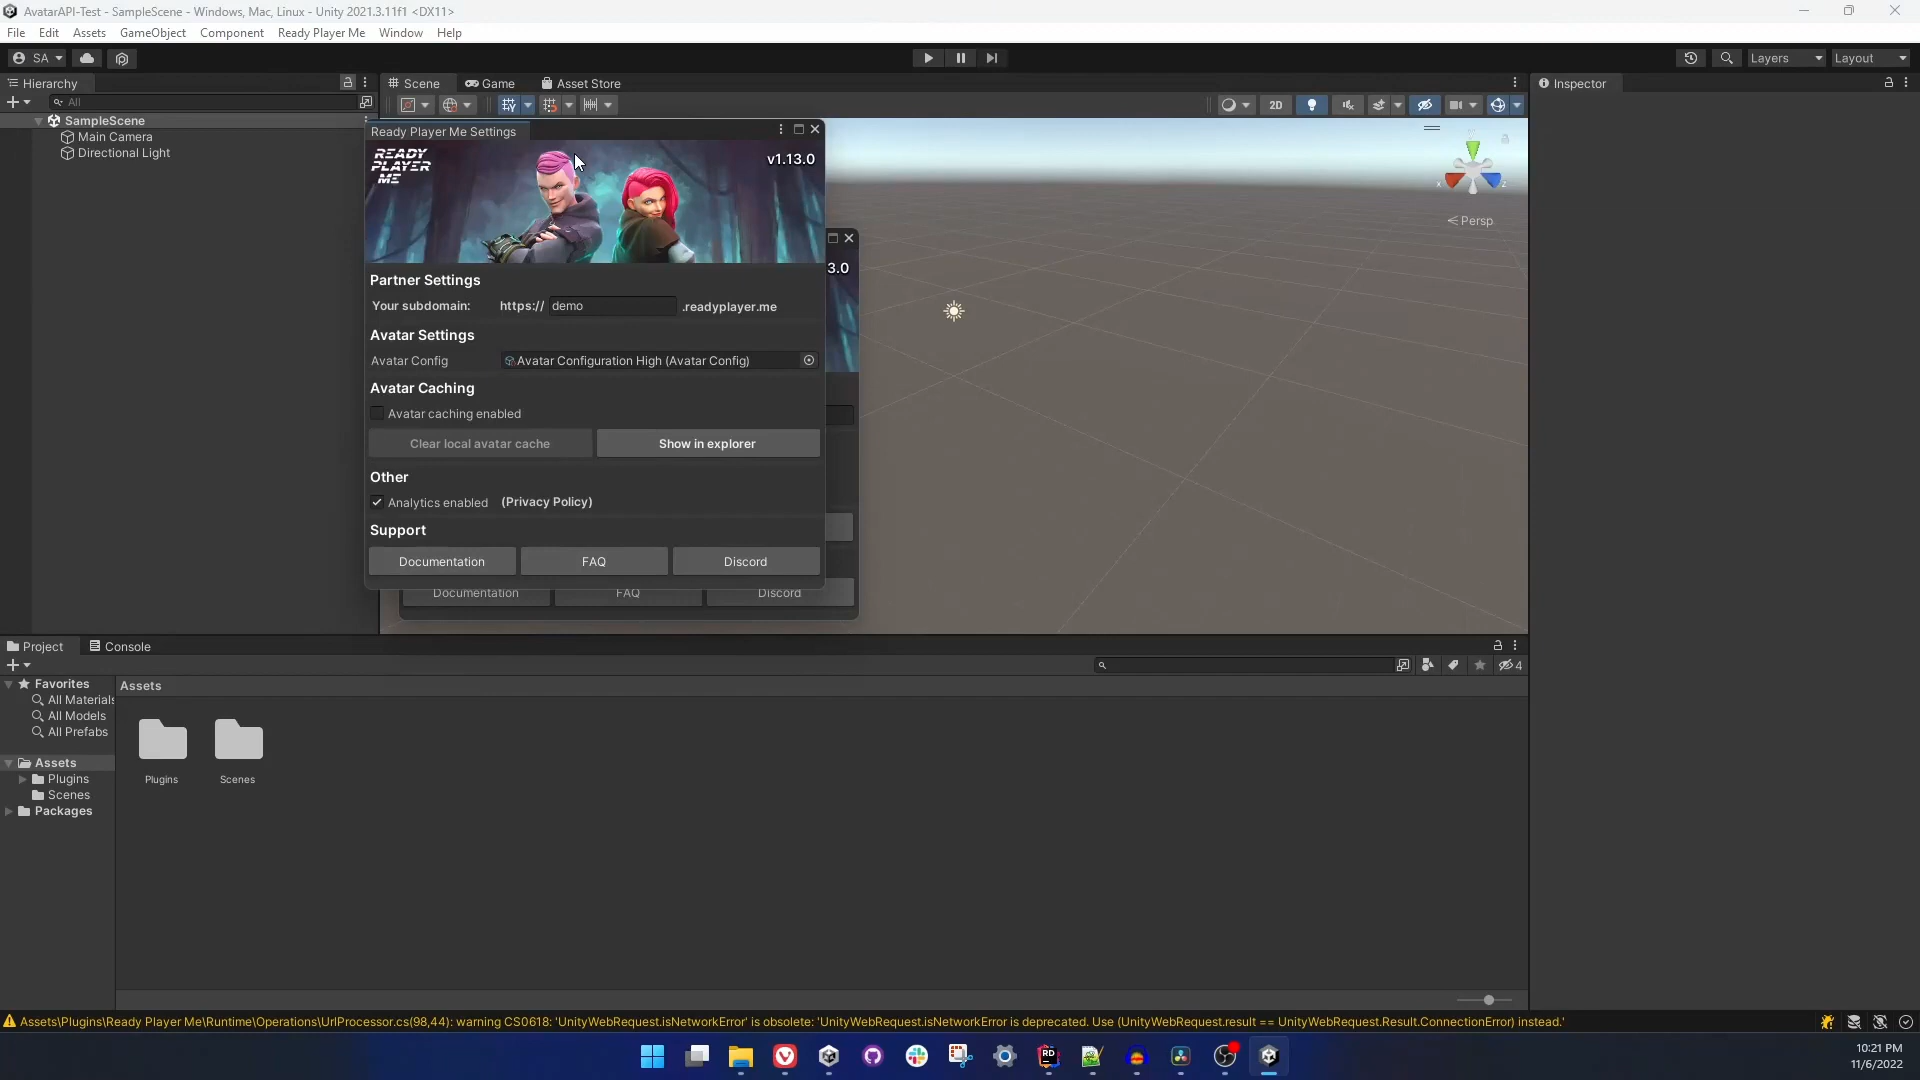 AvatarAPI-Test - SampleScene - Windows, Mac, Linux - Unity 2021.3.11f1 <DX11>
File Edit Assets GameObject Component Ready Player Me Window Help
SA Layers Layout
Hierarchy Scene Game Asset Store Inspector
All 2D
SampleScene
Main Camera
Directional Light
Ready Player Me Settings
READY
PLAYER
ME
v1.13.0
x z
Persp
3.0
Partner Settings
Your subdomain: https:// demo .readyplayer.me
Avatar Settings
Avatar Config Avatar Configuration High (Avatar Config)
Avatar Caching
Avatar caching enabled
Clear local avatar cache Show in explorer
Other
Analytics enabled (Privacy Policy)
Support
Documentation FAQ Discord
Documentation FAQ Discord
Project Console
4
Favorites
All Materials
All Models
All Prefabs
Assets
Plugins
Scenes
Packages
Assets
Plugins Scenes
Assets\Plugins\Ready Player Me\Runtime\Operations\UrlProcessor.cs(98,44): warning CS0618: 'UnityWebRequest.isNetworkError' is obsolete: 'UnityWebRequest.isNetworkError is deprecated. Use (UnityWebRequest.result == UnityWebRequest.Result.ConnectionError) instead.'
RD
10:21 PM
11/6/2022